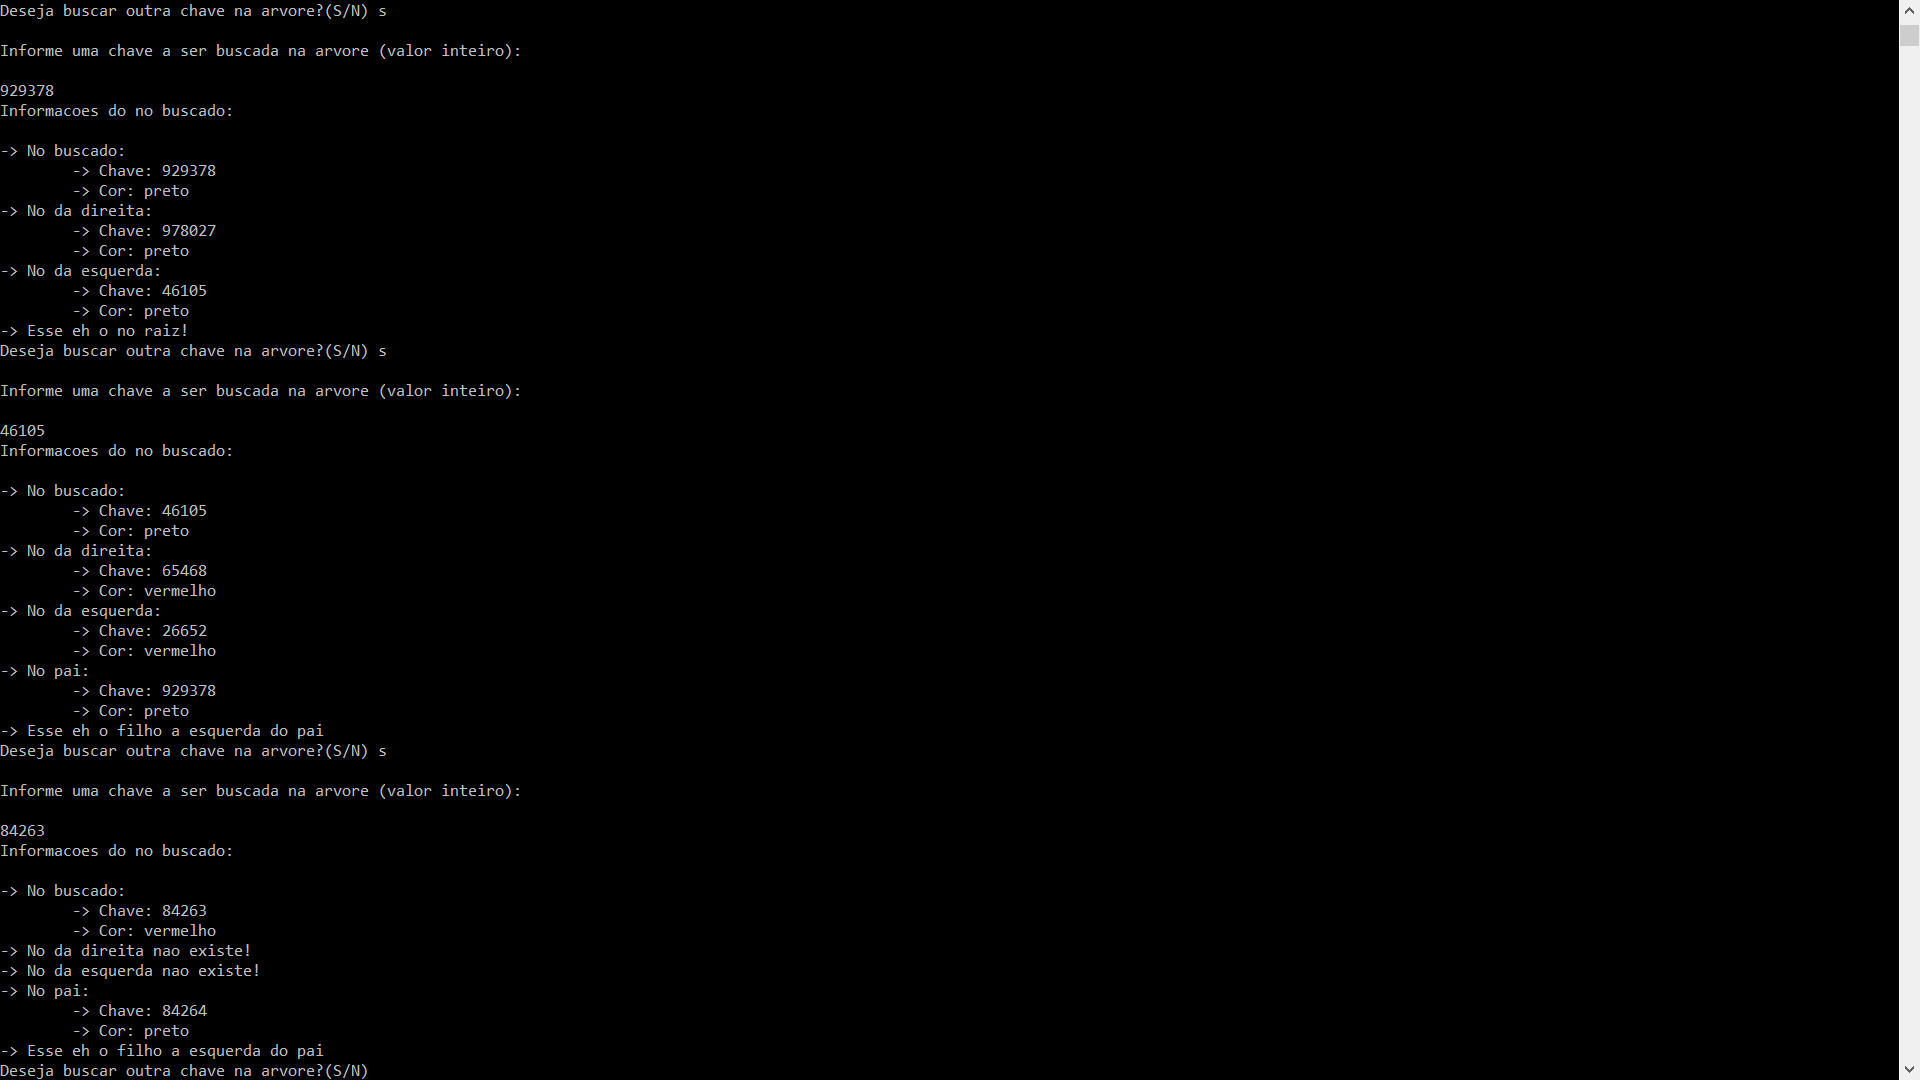 Deseja buscar outra chave na arvore?(S/N) s
Informe uma chave a ser buscada na arvore (valor inteiro):
929378
Informacoes do no buscado:
-> No buscado:
-> Chave: 929378
-> Cor: preto
-> No da direita:
-> Chave: 978027
-> Cor: preto
-> No da esquerda:
-> Chave: 46105
-> Cor: preto
-> Esse eh o no raiz!
Deseja buscar outra chave na arvore?(S/N) s
Informe uma chave a ser buscada na arvore (valor inteiro):
46105
Informacoes do no buscado:
-> No buscado:
-> Chave: 46105
-> Cor: preto
-> No da direita:
-> Chave: 65468
-> Cor: vermelho
-> No da esquerda:
-> Chave: 26652
-> Cor: vermelho
-> No pai:
-> Chave: 929378
-> Cor: preto
-> Esse eh o filho a esquerda do pai
Deseja buscar outra chave na arvore?(S/N) s
Informe uma chave a ser buscada na arvore (valor inteiro):
84263
Informacoes do no buscado:
-> No buscado:
-> Chave: 84263
-> Cor: vermelho
-> No da direita nao existe!
-> No da esquerda nao existe!
-> No pai:
-> Chave: 84264
-> Cor: preto
-> Esse eh o filho a esquerda do pai
Deseja buscar outra chave na arvore?(S/N)